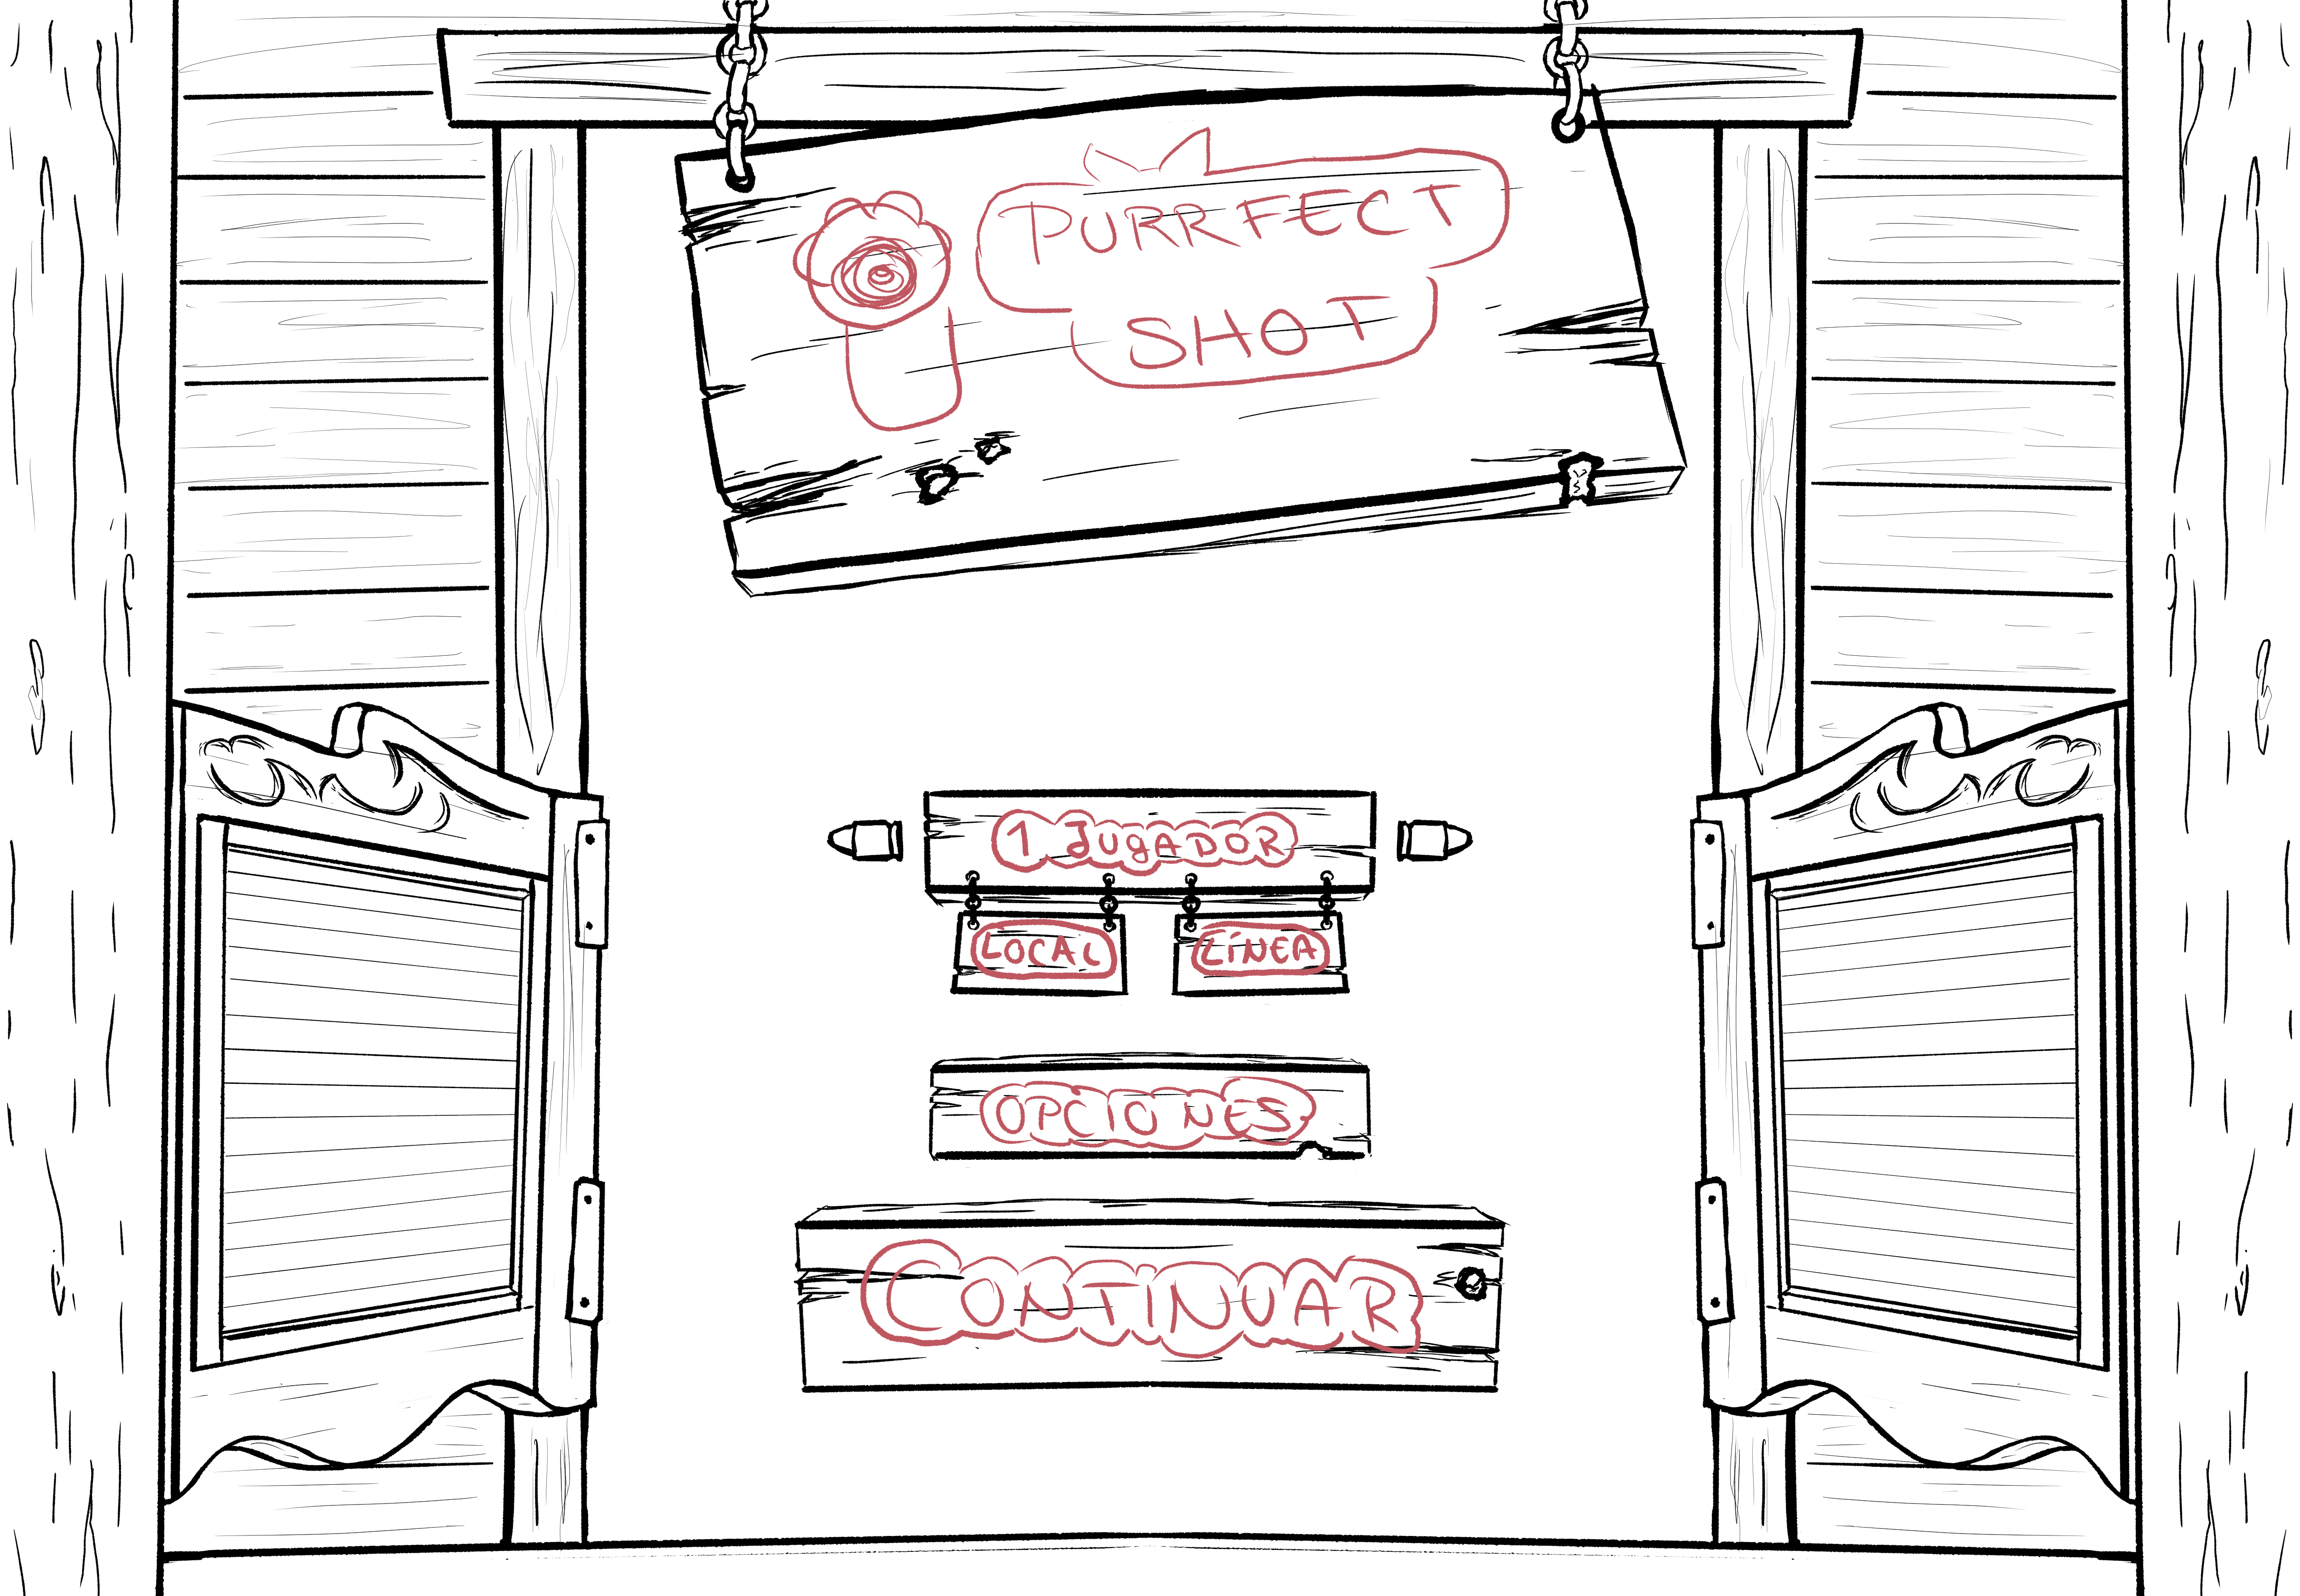 PURRFECT
SHOT
1 JUgADOR
LOCAL LÍNEA
OPCIONES
CONTINUAR